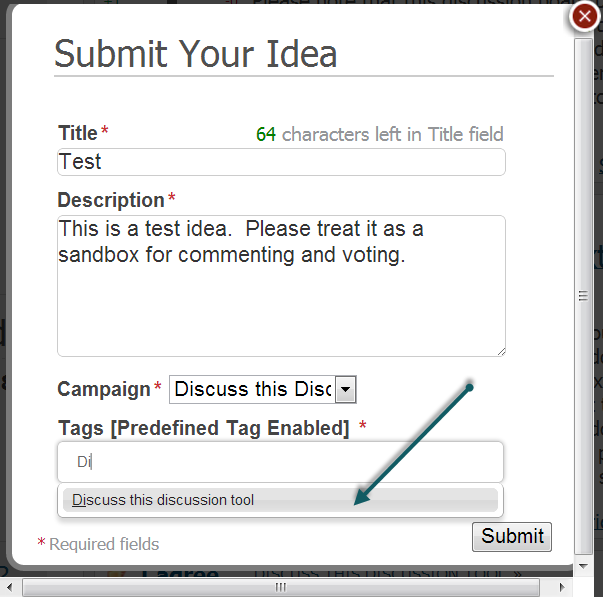 Submit Your Idea
Title* 64 characters left in Title field
Test
Description*
This is a test idea.  Please treat it as a
sandbox for commenting and voting.
Campaign* Discuss this Disc
Tags [Predefined Tag Enabled] *
Di
Discuss this discussion tool
*Required fields
Submit